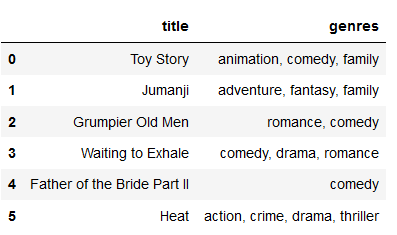 title genres
0 Toy Story animation, comedy, family
1 Jumanji adventure, fantasy, family
2 Grumpier Old Men romance, comedy
3 Waiting to Exhale comedy, drama, romance
4 Father of the Bride Part II comedy
5 Heat action, crime, drama, thriller